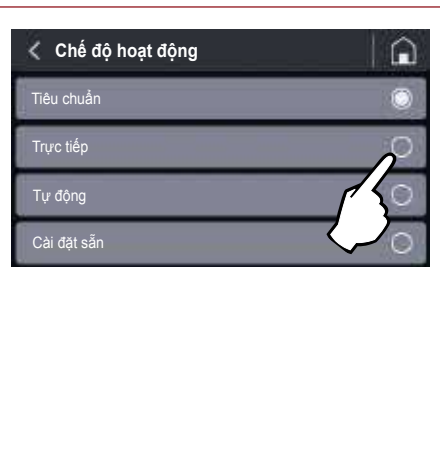 Chế độ hoạt động
Tiêu chuẩn
Trực tiếp
Tự động
Cài đặt sẵn